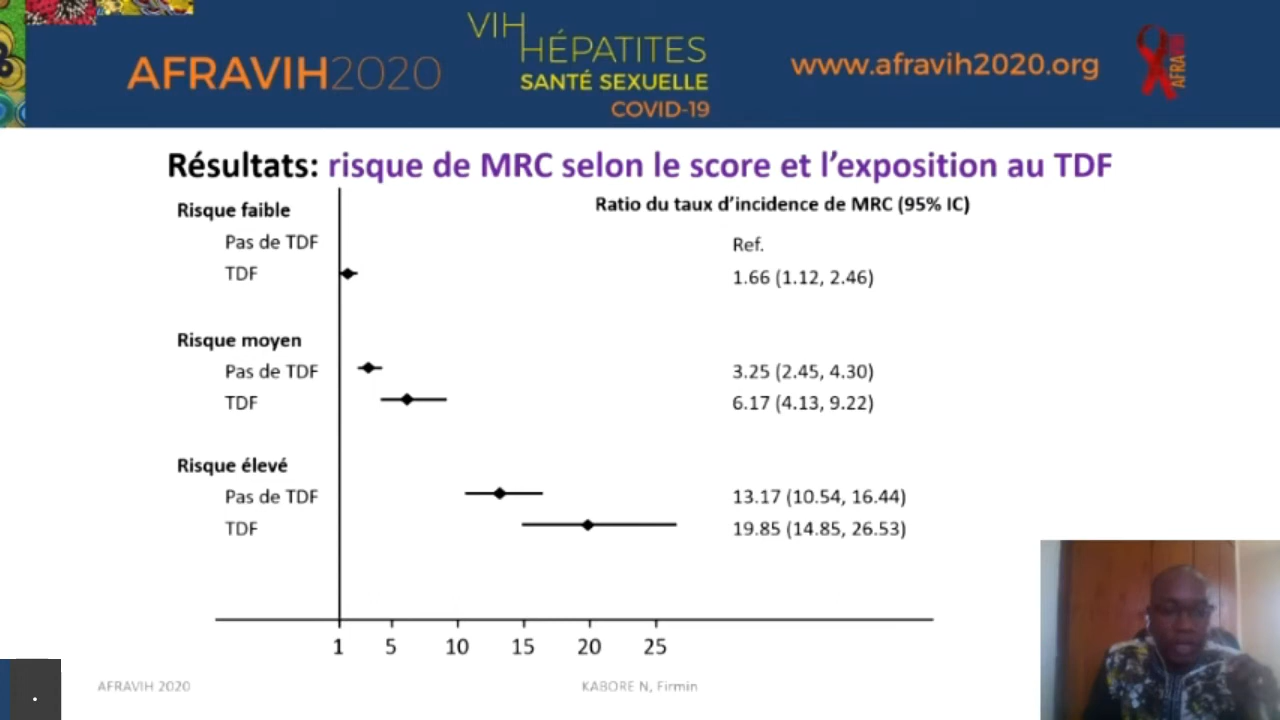 VIH
HÉPATITES
AFRAVIH2020
SANTÉ SEXUELLE
COVID-19
www.afravih2020.org
AFRAVIH
Résultats: risque de MRC selon le score et l'exposition au TDF
Ratio du taux d'incidence de MRC (95% IC)
Risque faible
Pas de TDF Ref.
TDF 1.66 (1.12, 2.46)
Risque moyen
Pas de TDF 3.25 (2.45, 4.30)
TDF 6.17 (4.13, 9.22)
Risque élevé
Pas de TDF 13.17 (10.54, 16.44)
TDF 19.85 (14.85, 26.53)
1 5 10 15 20 25
AFRAVIH 2020 KABORE N, Firmin